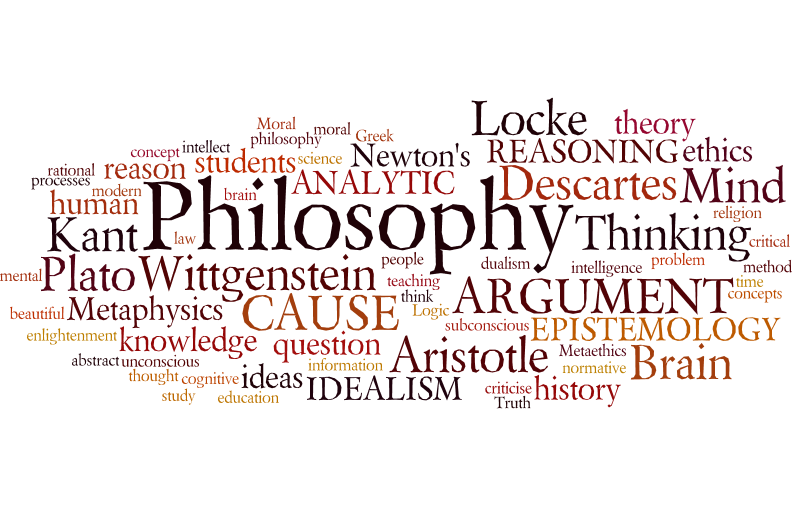 Locke theory
Moral
philosophy moral Greek
concept intellect science Newton's REASONING ethics
rational processes reason students ANALYTIC Descartes Mind
modern human brain religion
Kant Philosophy Thinking critical
law
mental Plato Wittgenstein people dualism intelligence problem method
teaching
beautiful Metaphysics CAUSE think ARGUMENT time concepts
Logic
enlightenment knowledge question subconscious EPISTEMOLOGY
abstract unconscious information Aristotle Metaethics Brain
thought cognitive ideas IDEALISM normative
study education criticise history
Truth